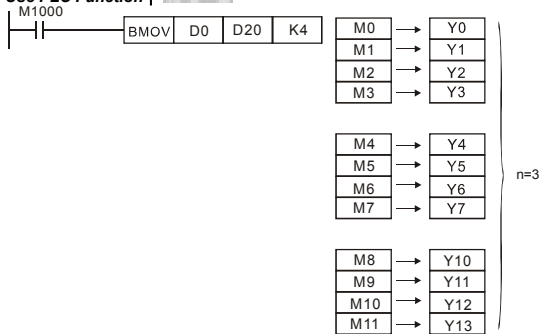 M1000
BMOV D0 D20 K4
M0 → Y0
M1 → Y1
M2 → Y2
M3 → Y3
M4 → Y4
M5 → Y5
M6 → Y6
M7 → Y7
n=3
M8 → Y10
M9 → Y11
M10 → Y12
M11 → Y13